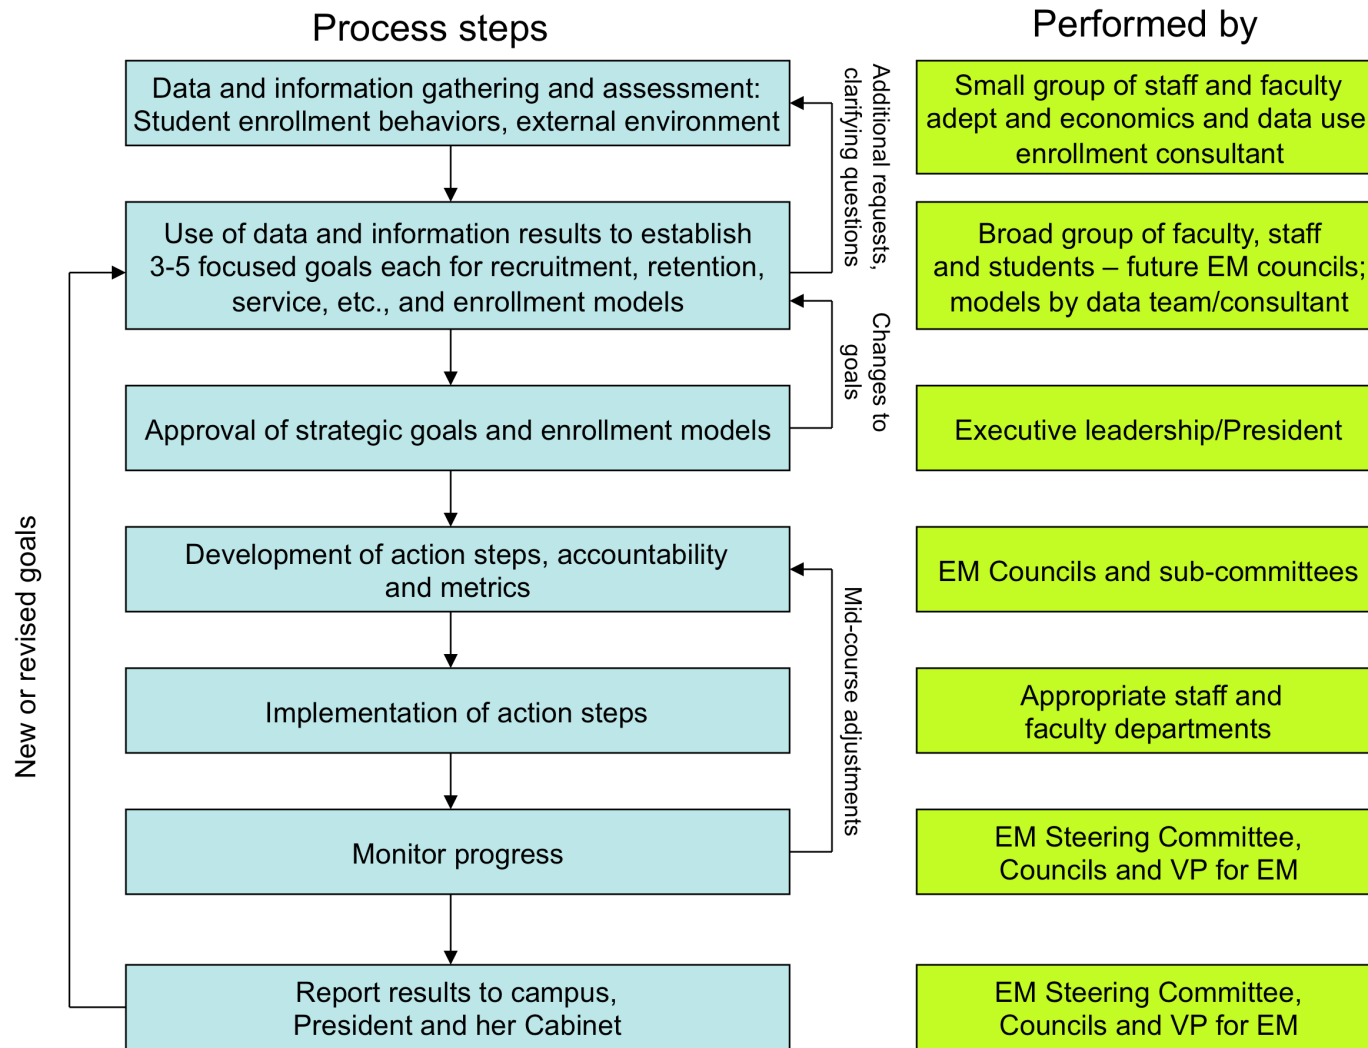 Process steps
Performed by
Data and information gathering and assessment:
Student enrollment behaviors, external environment
Additional requests,
clarifying questions
Small group of staff and faculty
adept and economics and data use
enrollment consultant
Use of data and information results to establish
3-5 focused goals each for recruitment, retention,
service, etc., and enrollment models
Broad group of faculty, staff
and students – future EM councils;
models by data team/consultant
Changes to
goals
Approval of strategic goals and enrollment models
Executive leadership/President
New or revised goals
Development of action steps, accountability
and metrics
EM Councils and sub-committees
Mid-course adjustments
Implementation of action steps
Appropriate staff and
faculty departments
Monitor progress
EM Steering Committee,
Councils and VP for EM
Report results to campus,
President and her Cabinet
EM Steering Committee,
Councils and VP for EM